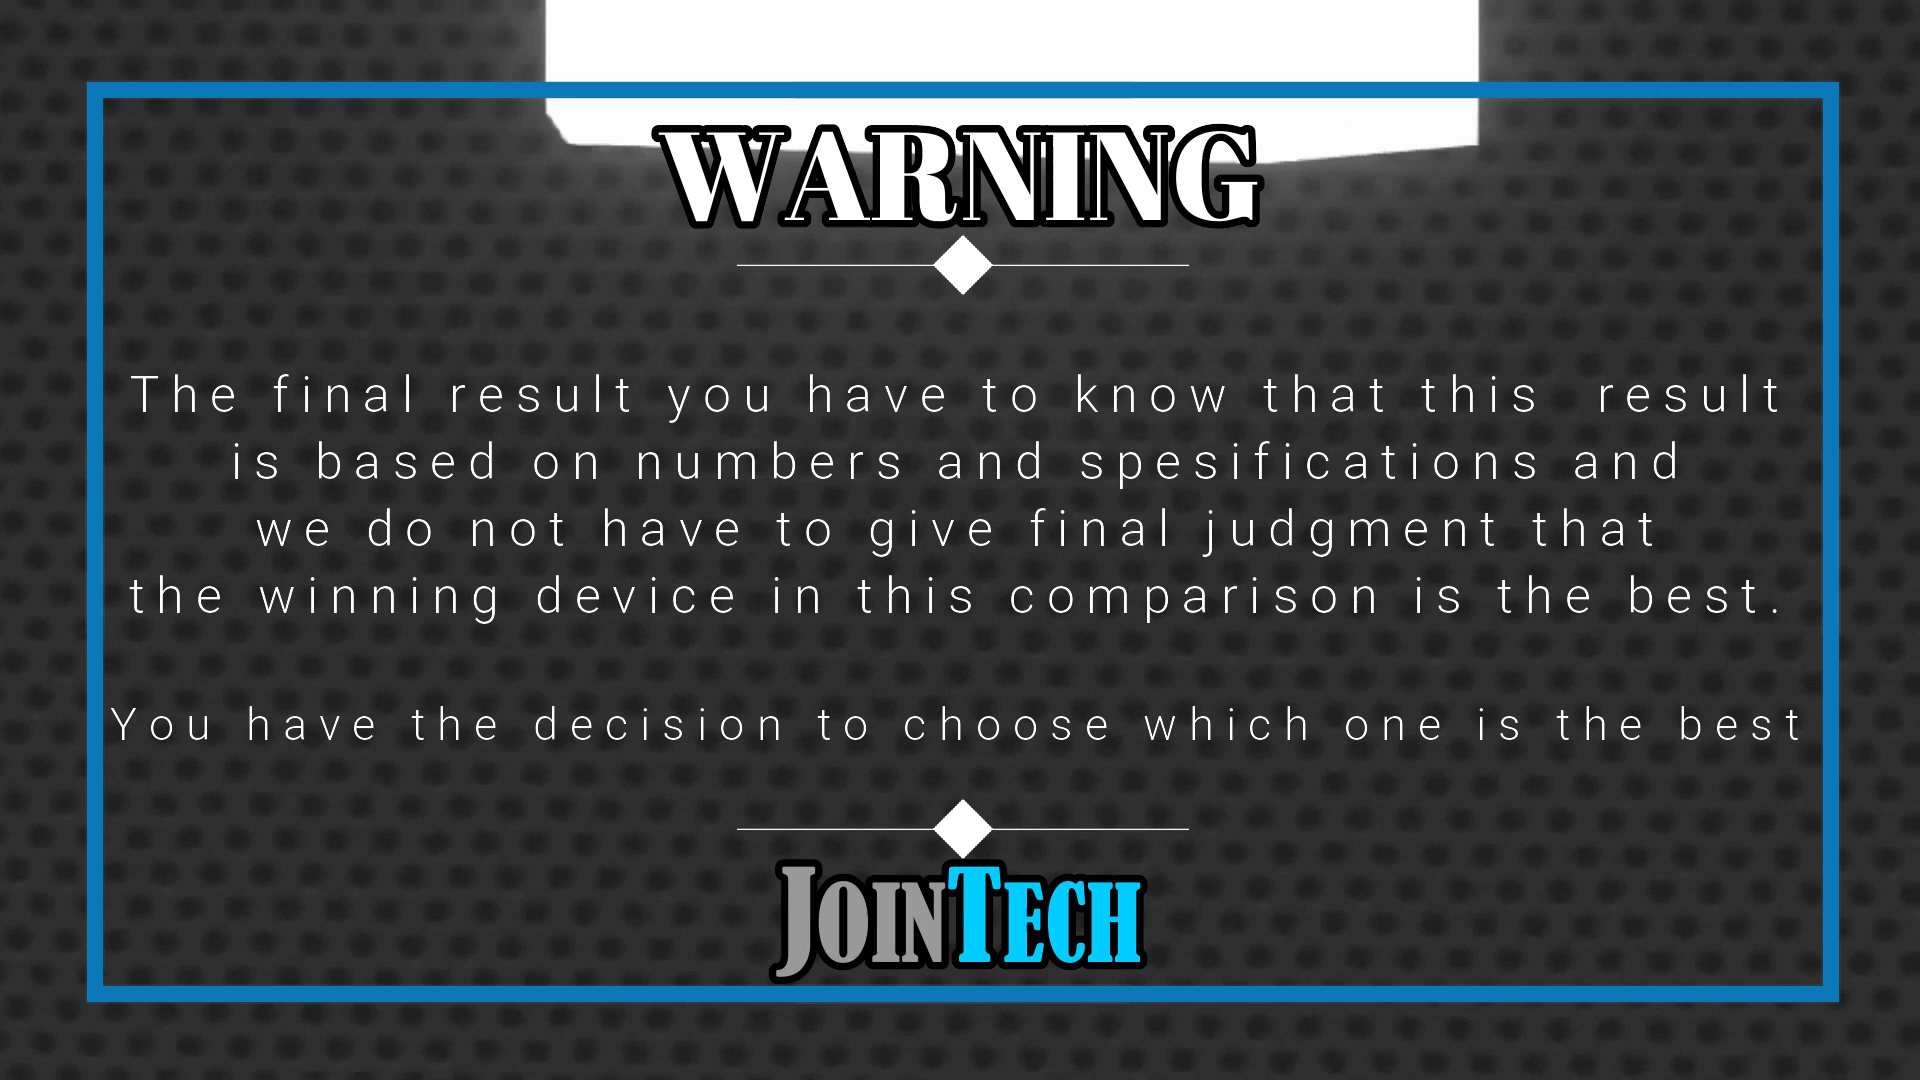 WARNING
The final result you have to know that this result
is based on numbers and spesifications and
we do not have to give final judgment that
the winning device in this comparison is the best.
You have the decision to choose which one is the best
JOINTECH